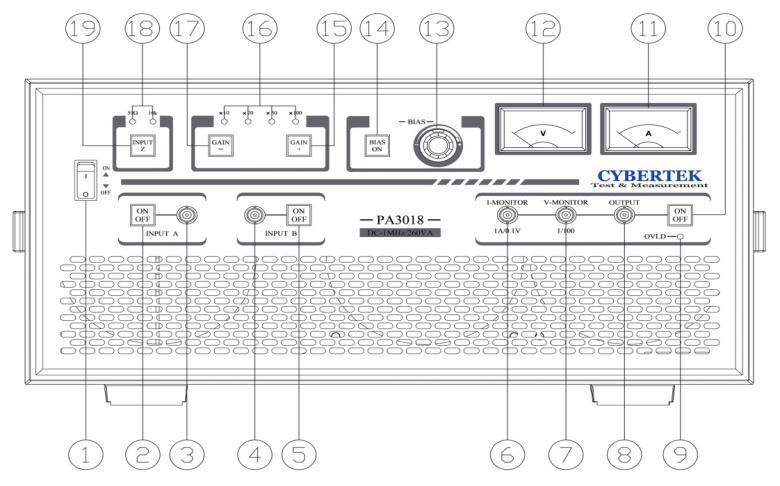 19 18 17 16 15 14 13 12 11 10
50Ω 10k
×10 ×20 ×50 ×100
BIAS
INPUT Z
GAIN −
GAIN +
BIAS ON
V
A
I O
ON
OFF
CYBERTEK
Test & Measurement
ON OFF
INPUT A
INPUT B
ON OFF
PA3018
DC-1MHz 260VA
I-MONITOR V-MONITOR OUTPUT
ON OFF
1A/0.1V 1/100
OVLD
1 2 3 4 5 6 7 8 9